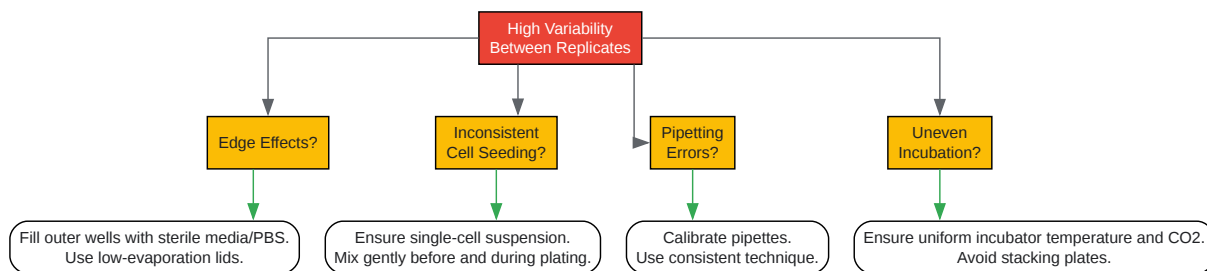 High Variability
Between Replicates
Edge Effects?
Inconsistent
Cell Seeding?
Pipetting
Errors?
Uneven
Incubation?
Fill outer wells with sterile media/PBS.
Use low-evaporation lids.
Ensure single-cell suspension.
Mix gently before and during plating.
Calibrate pipettes.
Use consistent technique.
Ensure uniform incubator temperature and CO2.
Avoid stacking plates.